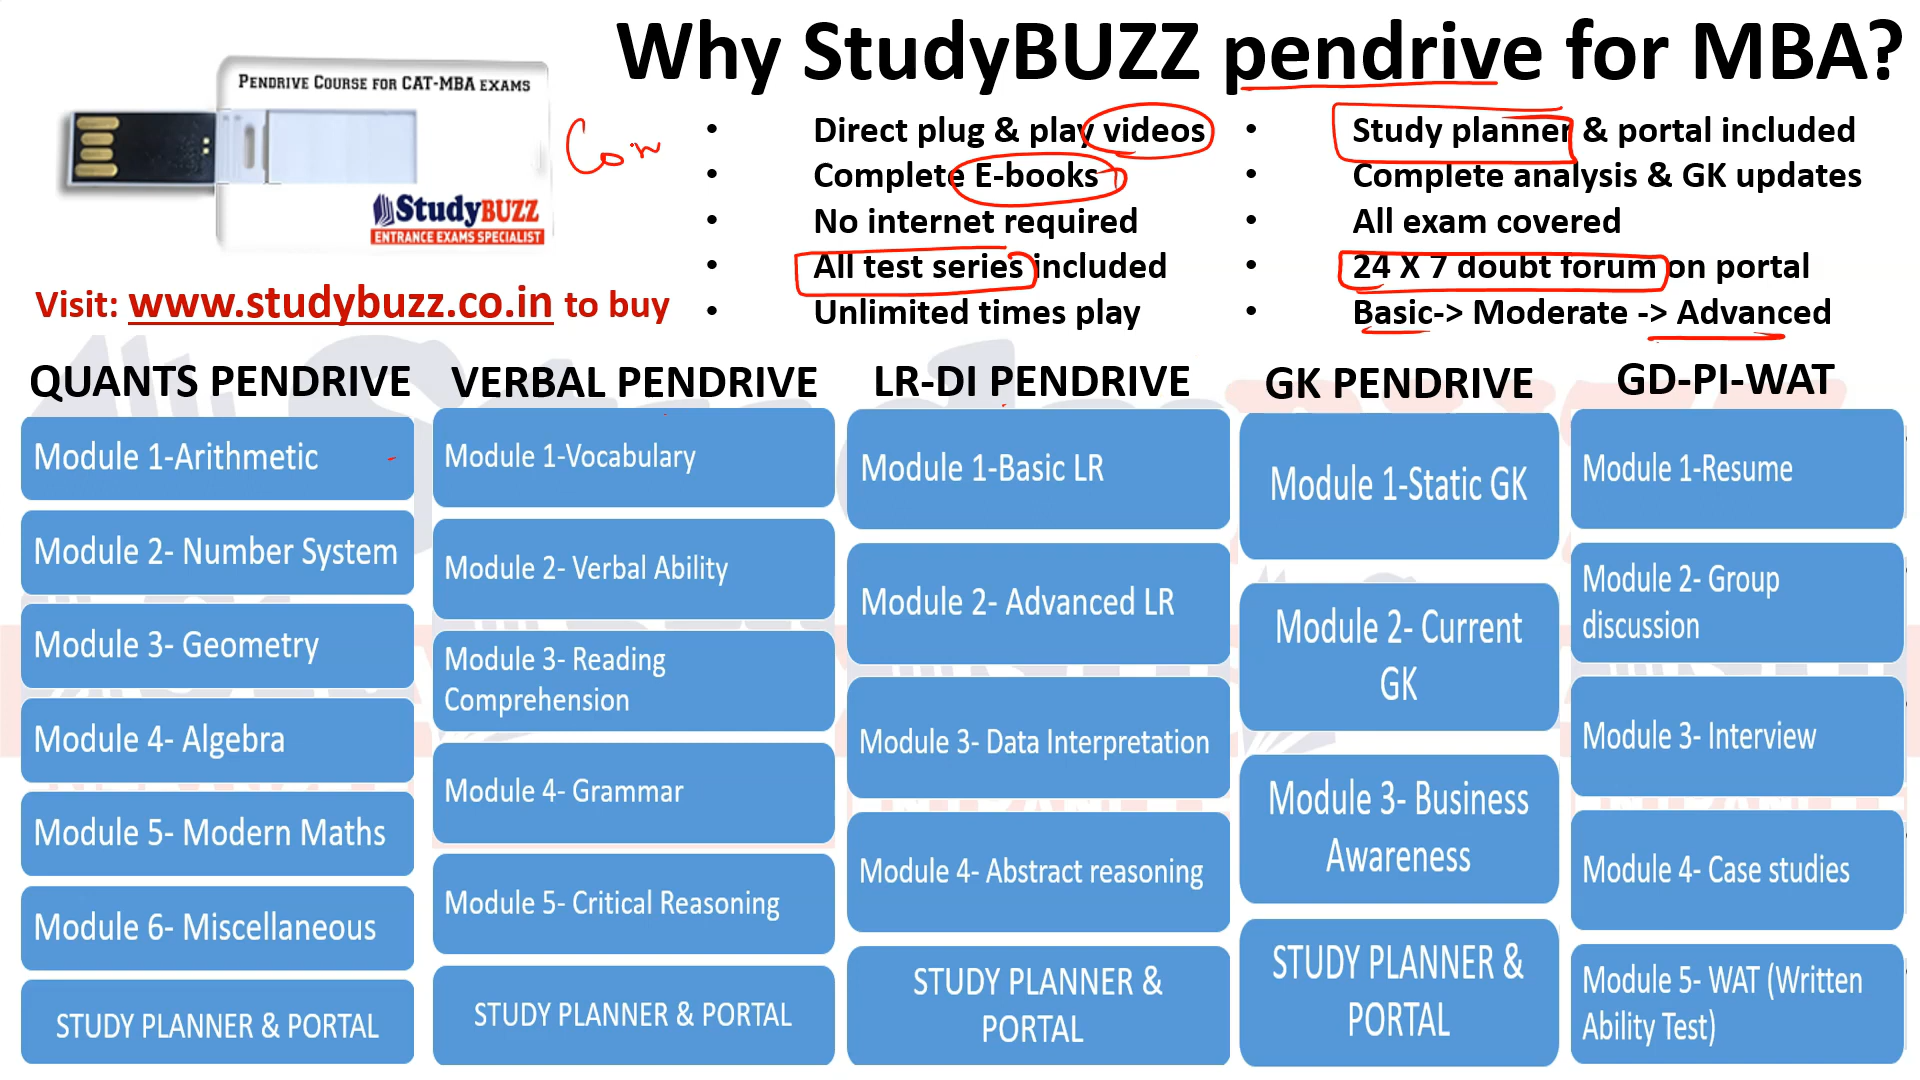 Why StudyBUZZ pendrive for MBA?
PENDRIVE COURSE FOR CAT-MBA EXAMS
StudyBUZZ
ENTRANCE EXAMS SPECIALIST
Visit: www.studybuzz.co.in to buy
• Direct plug & play videos
• Complete E-books
• No internet required
• All test series included
• Unlimited times play
• Study planner & portal included
• Complete analysis & GK updates
• All exam covered
• 24 X 7 doubt forum on portal
• Basic-> Moderate -> Advanced
QUANTS PENDRIVE
Module 1-Arithmetic
Module 2- Number System
Module 3- Geometry
Module 4- Algebra
Module 5- Modern Maths
Module 6- Miscellaneous
STUDY PLANNER & PORTAL
VERBAL PENDRIVE
Module 1-Vocabulary
Module 2- Verbal Ability
Module 3- Reading
Comprehension
Module 4- Grammar
Module 5- Critical Reasoning
STUDY PLANNER & PORTAL
LR-DI PENDRIVE
Module 1-Basic LR
Module 2- Advanced LR
Module 3- Data Interpretation
Module 4- Abstract reasoning
STUDY PLANNER &
PORTAL
GK PENDRIVE
Module 1-Static GK
Module 2- Current
GK
Module 3- Business
Awareness
STUDY PLANNER &
PORTAL
GD-PI-WAT
Module 1-Resume
Module 2- Group
discussion
Module 3- Interview
Module 4- Case studies
Module 5- WAT (Written
Ability Test)